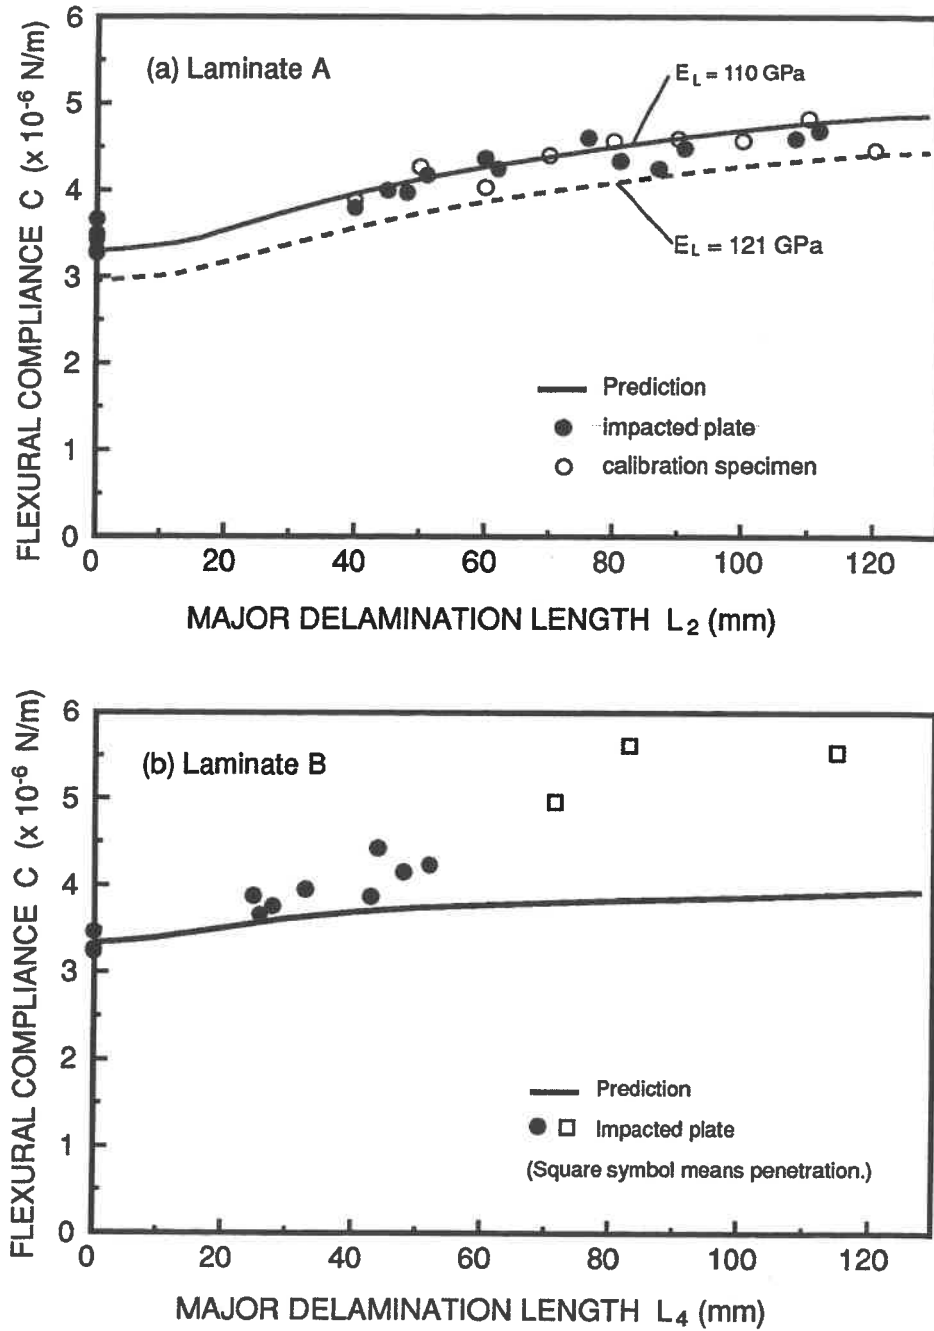 6
(a) Laminate A
E_L = 110 GPa
5
4
E_L = 121 GPa
3
2
Prediction
impacted plate
1
calibration specimen
0
FLEXURAL COMPLIANCE C (x 10⁻⁶ N/m)
0 20 40 60 80 100 120
MAJOR DELAMINATION LENGTH L₂ (mm)
6
(b) Laminate B
5
4
3
2
Prediction
1
Impacted plate
(Square symbol means penetration.)
0
FLEXURAL COMPLIANCE C (x 10⁻⁶ N/m)
0 20 40 60 80 100 120
MAJOR DELAMINATION LENGTH L₄ (mm)